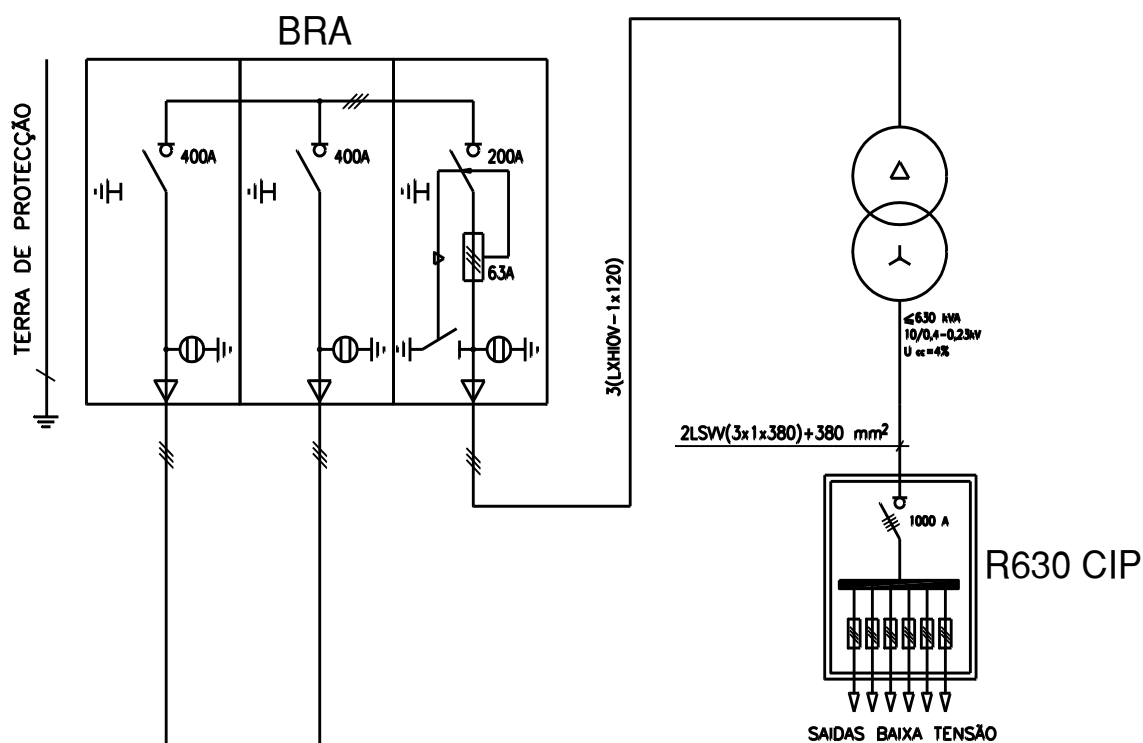 BRA
TERRA DE PROTECÇÃO
400A
400A
200A
63A
3(LXHIOV-1x120)
≤630 kVA
10/0,4-0,23kV
U cc=4%
2LSVV(3x1x380)+380 mm²
1000 A
R630 CIP
SAIDAS BAIXA TENSÃO